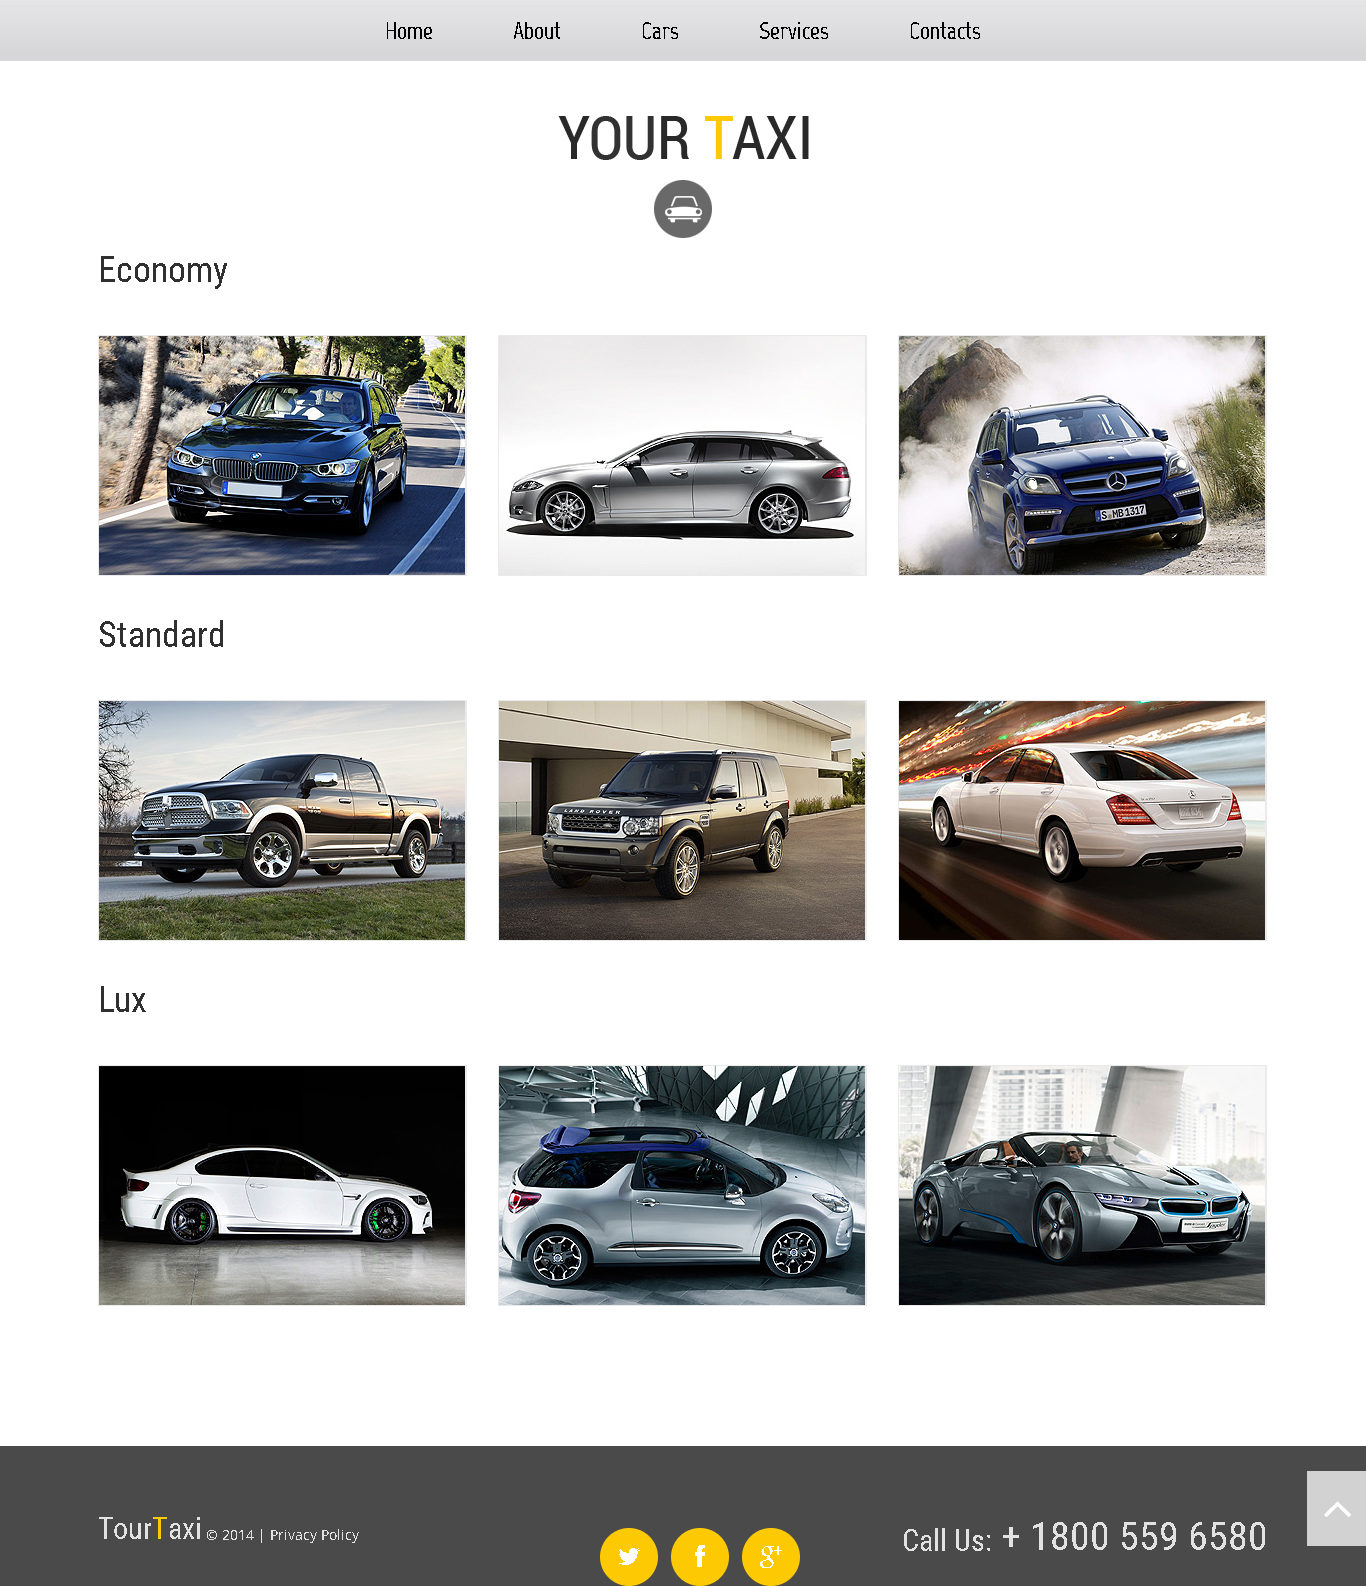 Home About Cars Services Contacts
YOUR TAXI
Economy
S MB 1317
Standard
LAND ROVER
Lux
TourTaxi © 2014 | Privacy Policy
Call Us: + 1800 559 6580